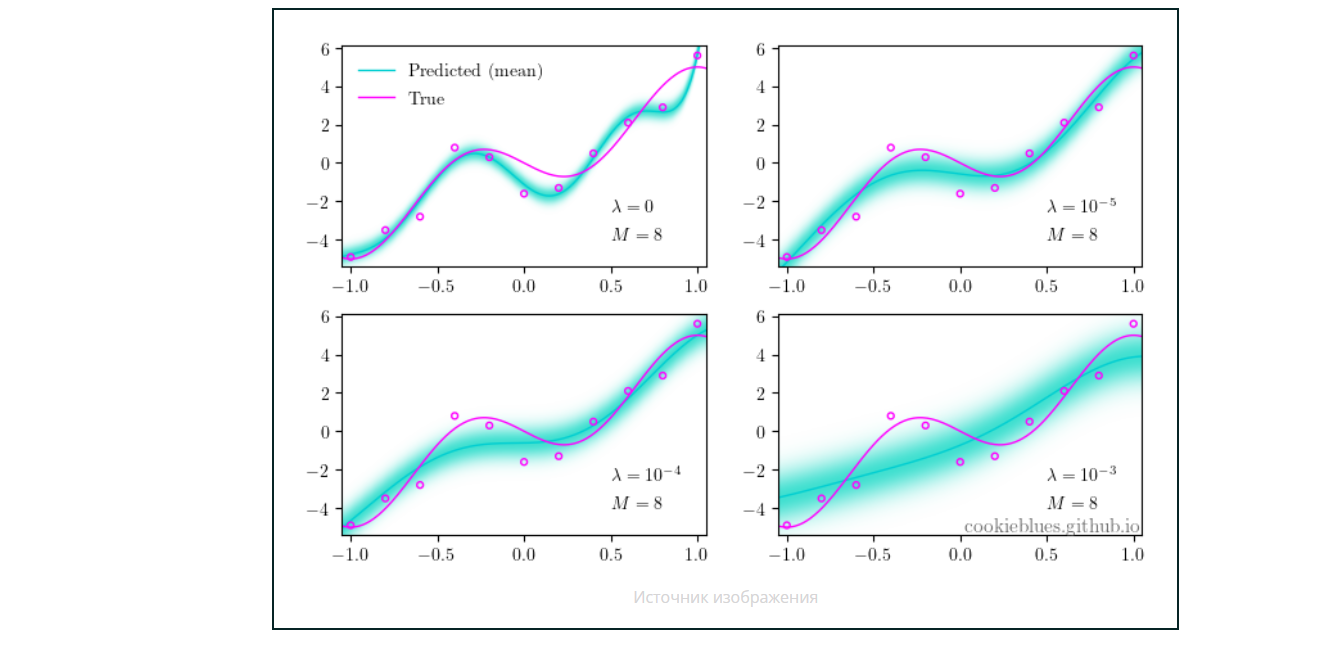 6
4
2
0
−2
−4
Predicted (mean)
True
λ = 0
M = 8
−1.0 −0.5 0.0 0.5 1.0
6
4
2
0
−2
−4
λ = 10⁻⁵
M = 8
−1.0 −0.5 0.0 0.5 1.0
6
4
2
0
−2
−4
λ = 10⁻⁴
M = 8
−1.0 −0.5 0.0 0.5 1.0
6
4
2
0
−2
−4
λ = 10⁻³
M = 8
cookieblues.github.io
−1.0 −0.5 0.0 0.5 1.0
Источник изображения